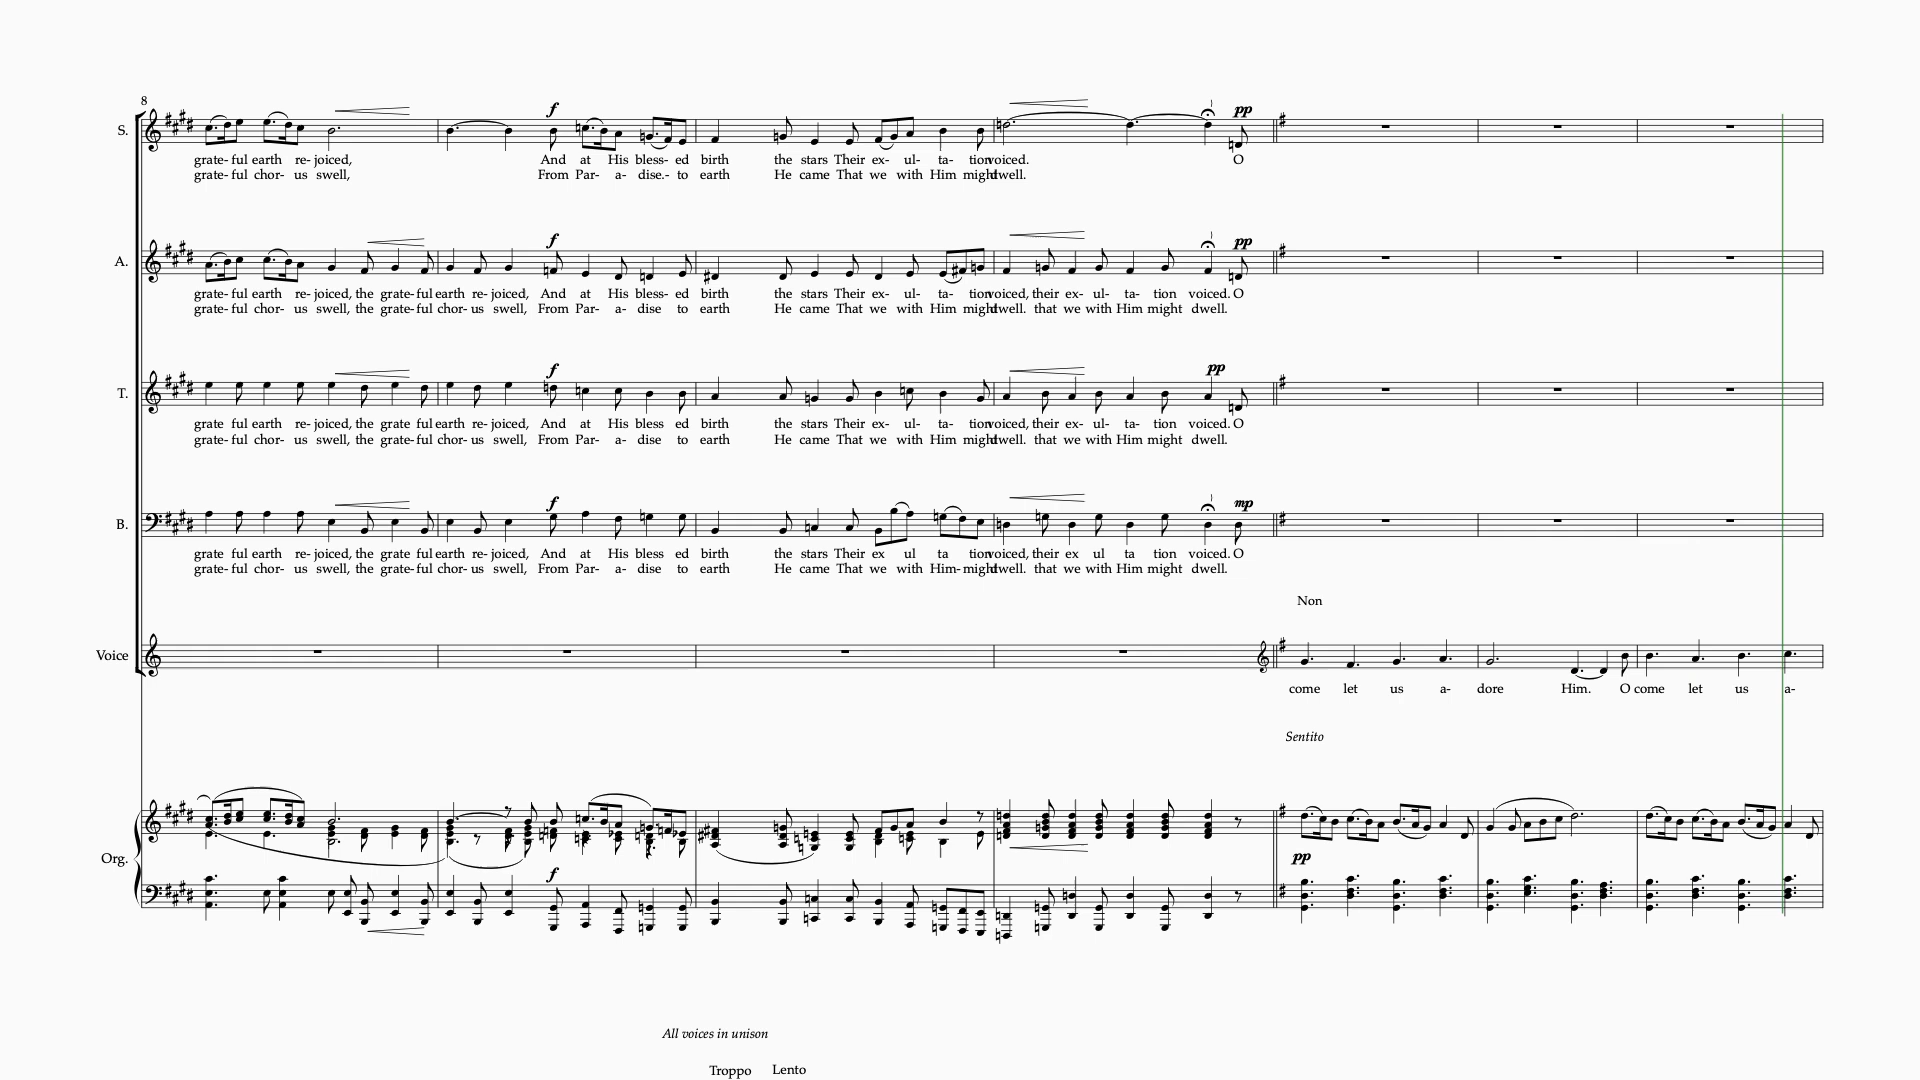 8
S.
f pp
grate- ful earth re- joiced, And at His bless- ed birth the stars Their ex- ul- ta- tion voiced. O
grate- ful chor- us swell, From Par- a- dise.- to earth He came That we with Him might dwell.
A.
f pp
grate- ful earth re- joiced, the grate- ful earth re- joiced, And at His bless- ed birth the stars Their ex- ul- ta- tion voiced, their ex- ul- ta- tion voiced. O
grate- ful chor- us swell, the grate- ful chor- us swell, From Par- a- dise to earth He came That we with Him might dwell. that we with Him might dwell.
T.
f pp
grate ful earth re- joiced, the grate ful earth re- joiced, And at His bless ed birth the stars Their ex- ul- ta- tion voiced, their ex- ul- ta- tion voiced. O
grate- ful chor- us swell, the grate- ful chor- us swell, From Par- a- dise to earth He came That we with Him might dwell. that we with Him might dwell.
B.
f mp
grate ful earth re- joiced, the grate ful earth re- joiced, And at His bless ed birth the stars Their ex ul ta tion voiced, their ex ul ta tion voiced. O
grate- ful chor- us swell, the grate- ful chor- us swell, From Par- a- dise to earth He came That we with Him- might dwell. that we with Him might dwell.
Non
Voice
come let us a- dore Him. O come let us a-
Sentito
Org.
f pp
All voices in unison
Troppo Lento